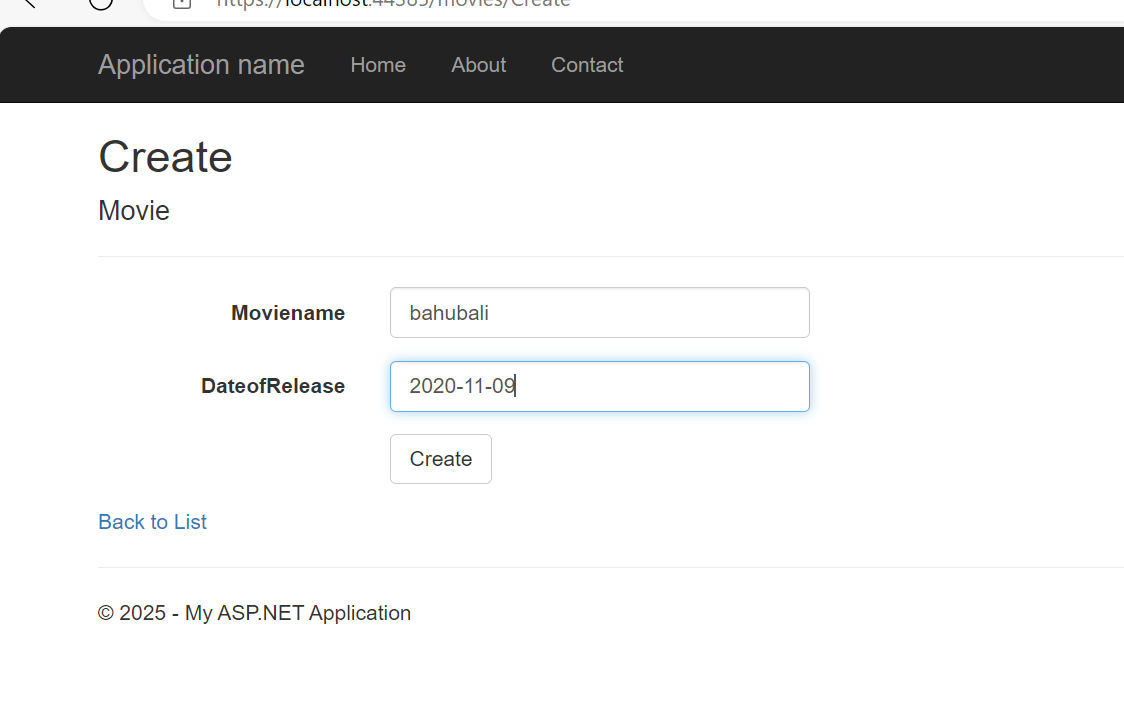 https://localhost:44385/movies/Create
Application name Home About Contact
Create
Movie
Moviename bahubali
DateofRelease 2020-11-09
Create
Back to List
© 2025 - My ASP.NET Application